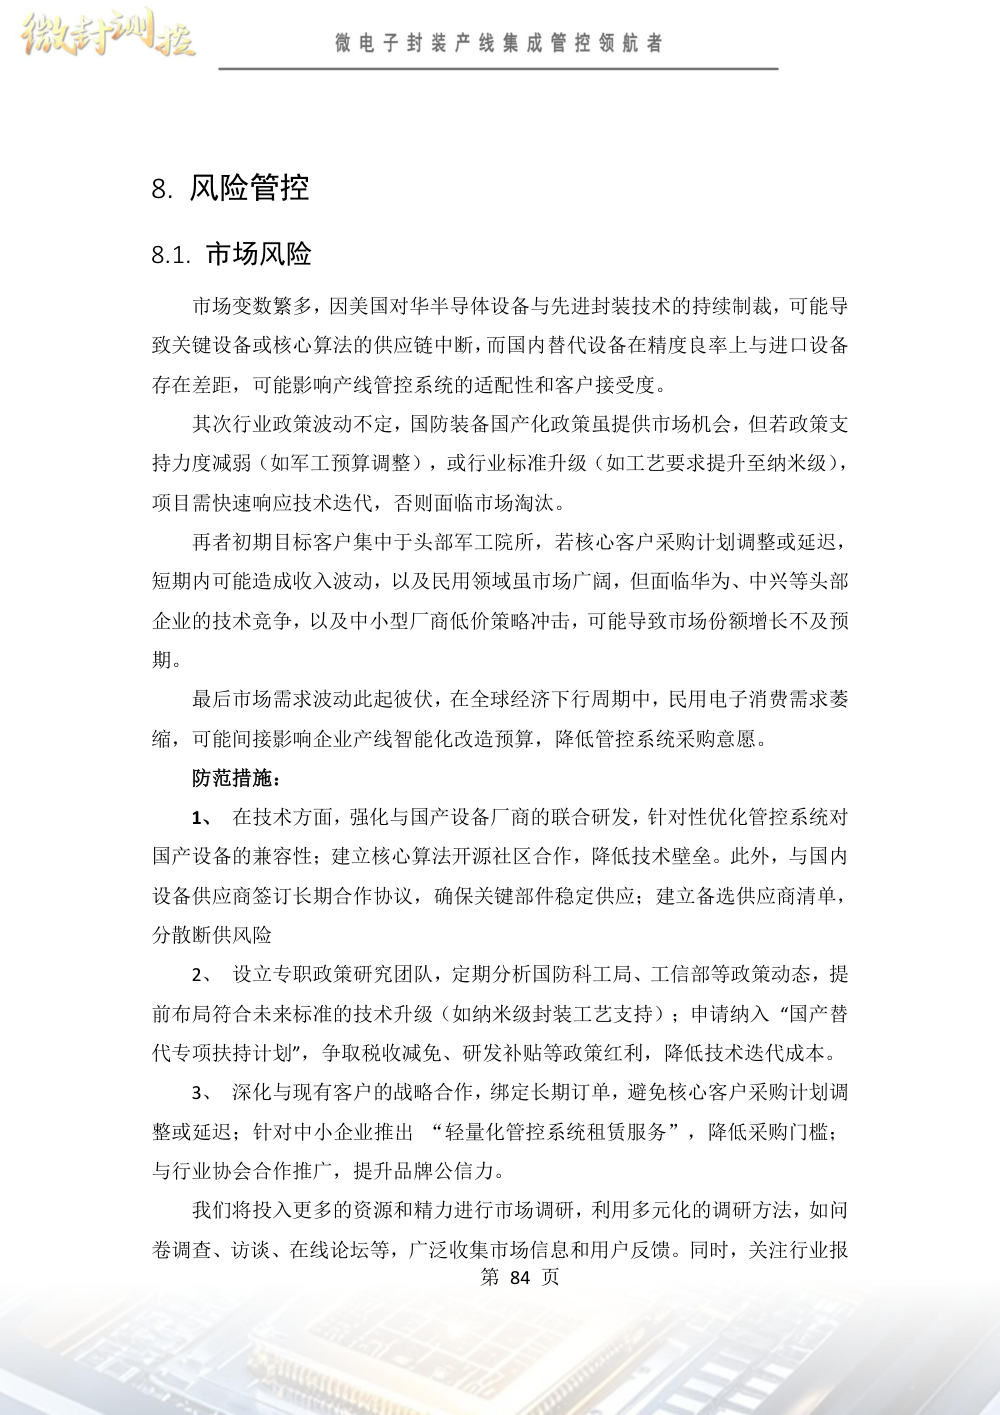 微封测控
微电子封装产线集成管控领航者
8. 风险管控
8.1. 市场风险
市场变数繁多，因美国对华半导体设备与先进封装技术的持续制裁，可能导
致关键设备或核心算法的供应链中断，而国内替代设备在精度良率上与进口设备
存在差距，可能影响产线管控系统的适配性和客户接受度。
其次行业政策波动不定，国防装备国产化政策虽提供市场机会，但若政策支
持力度减弱（如军工预算调整），或行业标准升级（如工艺要求提升至纳米级），
项目需快速响应技术迭代，否则面临市场淘汰。
再者初期目标客户集中于头部军工院所，若核心客户采购计划调整或延迟，
短期内可能造成收入波动，以及民用领域虽市场广阔，但面临华为、中兴等头部
企业的技术竞争，以及中小型厂商低价策略冲击，可能导致市场份额增长不及预
期。
最后市场需求波动此起彼伏，在全球经济下行周期中，民用电子消费需求萎
缩，可能间接影响企业产线智能化改造预算，降低管控系统采购意愿。
防范措施：
1、 在技术方面，强化与国产设备厂商的联合研发，针对性优化管控系统对
国产设备的兼容性；建立核心算法开源社区合作，降低技术壁垒。此外，与国内
设备供应商签订长期合作协议，确保关键部件稳定供应；建立备选供应商清单，
分散断供风险
2、 设立专职政策研究团队，定期分析国防科工局、工信部等政策动态，提
前布局符合未来标准的技术升级（如纳米级封装工艺支持）；申请纳入 “国产替
代专项扶持计划”，争取税收减免、研发补贴等政策红利，降低技术迭代成本。
3、 深化与现有客户的战略合作，绑定长期订单，避免核心客户采购计划调
整或延迟；针对中小企业推出 “轻量化管控系统租赁服务”，降低采购门槛；
与行业协会合作推广，提升品牌公信力。
我们将投入更多的资源和精力进行市场调研，利用多元化的调研方法，如问
卷调查、访谈、在线论坛等，广泛收集市场信息和用户反馈。同时，关注行业报
第 84 页